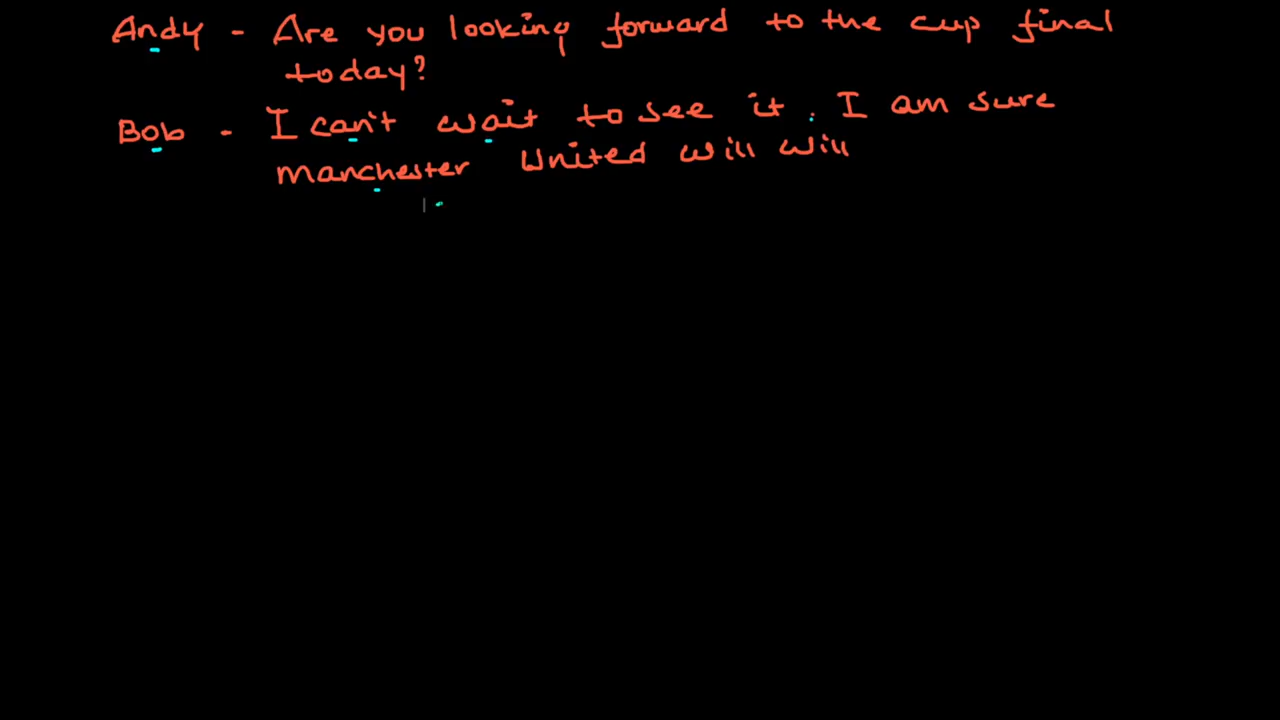 Andy - Are you looking forward to the cup final
today?
Bob - I can't wait to see it. I am sure
manchester United will will